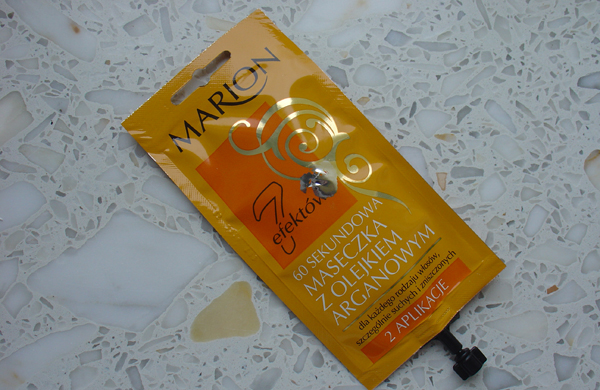 MARION
7
efektów
60 SEKUNDOWA
MASECZKA
Z OLEJKIEM
ARGANOWYM
dla każdego rodzaju włosów,
szczególnie suchych i zniszczonych
2 APLIKACJE